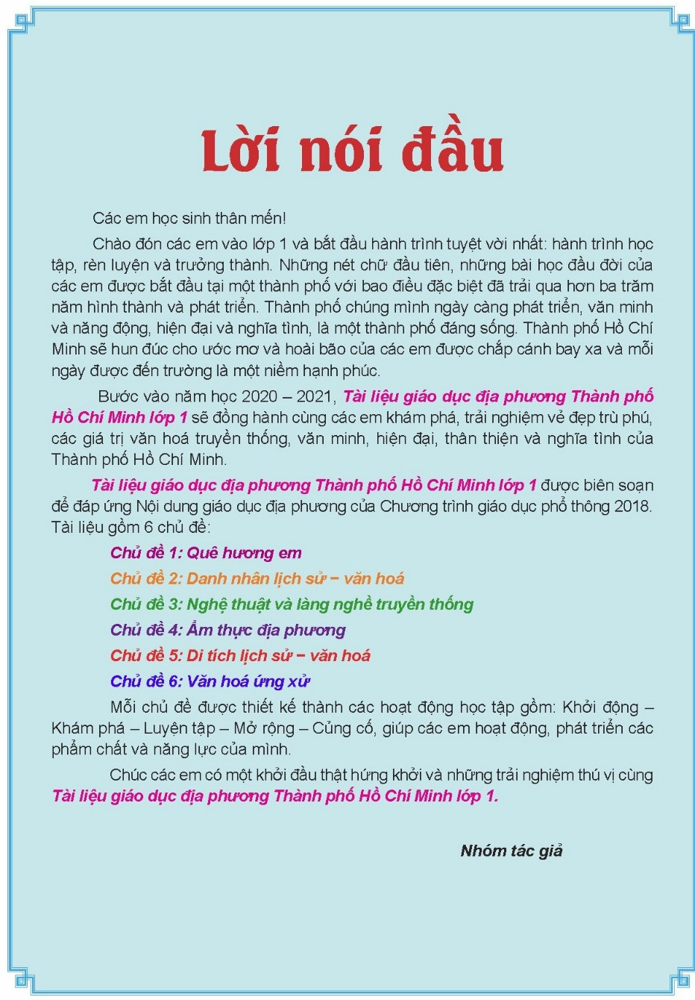 Lời nói đầu
Các em học sinh thân mến!
Chào đón các em vào lớp 1 và bắt đầu hành trình tuyệt vời nhất: hành trình học
tập, rèn luyện và trưởng thành. Những nét chữ đầu tiên, những bài học đầu đời của
các em được bắt đầu tại một thành phố với bao điều đặc biệt đã trải qua hơn ba trăm
năm hình thành và phát triển. Thành phố chúng mình ngày càng phát triển, văn minh
và năng động, hiện đại và nghĩa tình, là một thành phố đáng sống. Thành phố Hồ Chí
Minh sẽ hun đúc cho ước mơ và hoài bão của các em được chắp cánh bay xa và mỗi
ngày được đến trường là một niềm hạnh phúc.
Bước vào năm học 2020 – 2021, Tài liệu giáo dục địa phương Thành phố
Hồ Chí Minh lớp 1 sẽ đồng hành cùng các em khám phá, trải nghiệm vẻ đẹp trù phú,
các giá trị văn hoá truyền thống, văn minh, hiện đại, thân thiện và nghĩa tình của
Thành phố Hồ Chí Minh.
Tài liệu giáo dục địa phương Thành phố Hồ Chí Minh lớp 1 được biên soạn
để đáp ứng Nội dung giáo dục địa phương của Chương trình giáo dục phổ thông 2018.
Tài liệu gồm 6 chủ đề:
Chủ đề 1: Quê hương em
Chủ đề 2: Danh nhân lịch sử – văn hoá
Chủ đề 3: Nghệ thuật và làng nghề truyền thống
Chủ đề 4: Ẩm thực địa phương
Chủ đề 5: Di tích lịch sử – văn hoá
Chủ đề 6: Văn hoá ứng xử
Mỗi chủ đề được thiết kế thành các hoạt động học tập gồm: Khởi động –
Khám phá – Luyện tập – Mở rộng – Củng cố, giúp các em hoạt động, phát triển các
phẩm chất và năng lực của mình.
Chúc các em có một khởi đầu thật hứng khởi và những trải nghiệm thú vị cùng
Tài liệu giáo dục địa phương Thành phố Hồ Chí Minh lớp 1.
Nhóm tác giả